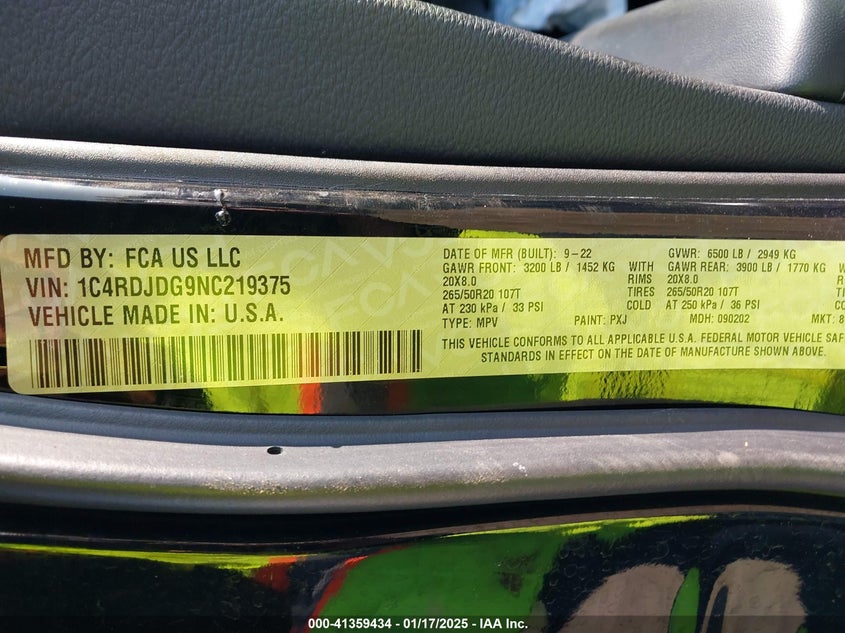 MFD BY: FCA US LLC
VIN: 1C4RDJDG9NC219375
VEHICLE MADE IN: U.S.A.
DATE OF MFR (BUILT): 9-22 GVWR: 6500 LB / 2949 KG
GAWR FRONT: 3200 LB / 1452 KG WITH GAWR REAR: 3900 LB / 1770 KG
20X8.0 RIMS 20X8.0
265/50R20 107T TIRES 265/50R20 107T
AT 230 kPa / 33 PSI COLD AT 250 kPa / 36 PSI
TYPE: MPV PAINT: PXJ MDH: 090202 MKT: 8
THIS VEHICLE CONFORMS TO ALL APPLICABLE U.S.A. FEDERAL MOTOR VEHICLE SAF
STANDARDS IN EFFECT ON THE DATE OF MANUFACTURE SHOWN ABOVE.
000-41359434 - 01/17/2025 - IAA Inc.